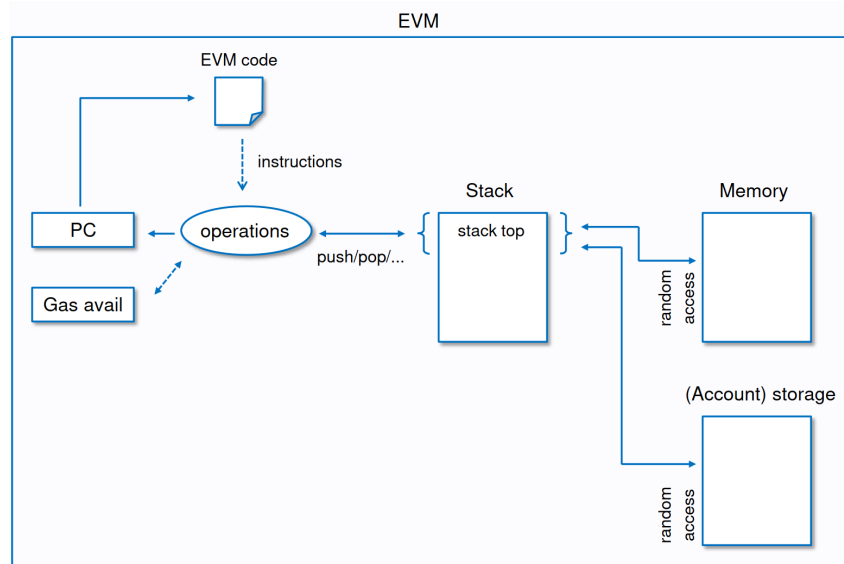 EVM
EVM code
instructions
Stack
Memory
PC
operations
stack top
push/pop/...
Gas avail
random
access
(Account) storage
random
access